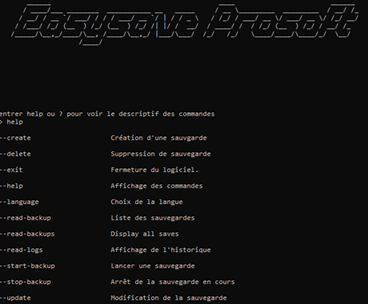 EasySave ProSoft
entrer help ou ? pour voir le descriptif des commandes
> help
--create Création d'une sauvgarde
--delete Suppression de sauvegarde
--exit Fermeture du logiciel.
--help Affichage des commandes
--language Choix de la langue
--read-backup Liste des sauvegardes
--read-backups Display all saves
--read-logs Affichage de l'historique
--start-backup Lancer une sauvegarde
--stop-backup Arrêt de la sauvegarde en cours
--update Modification de la sauvegarde